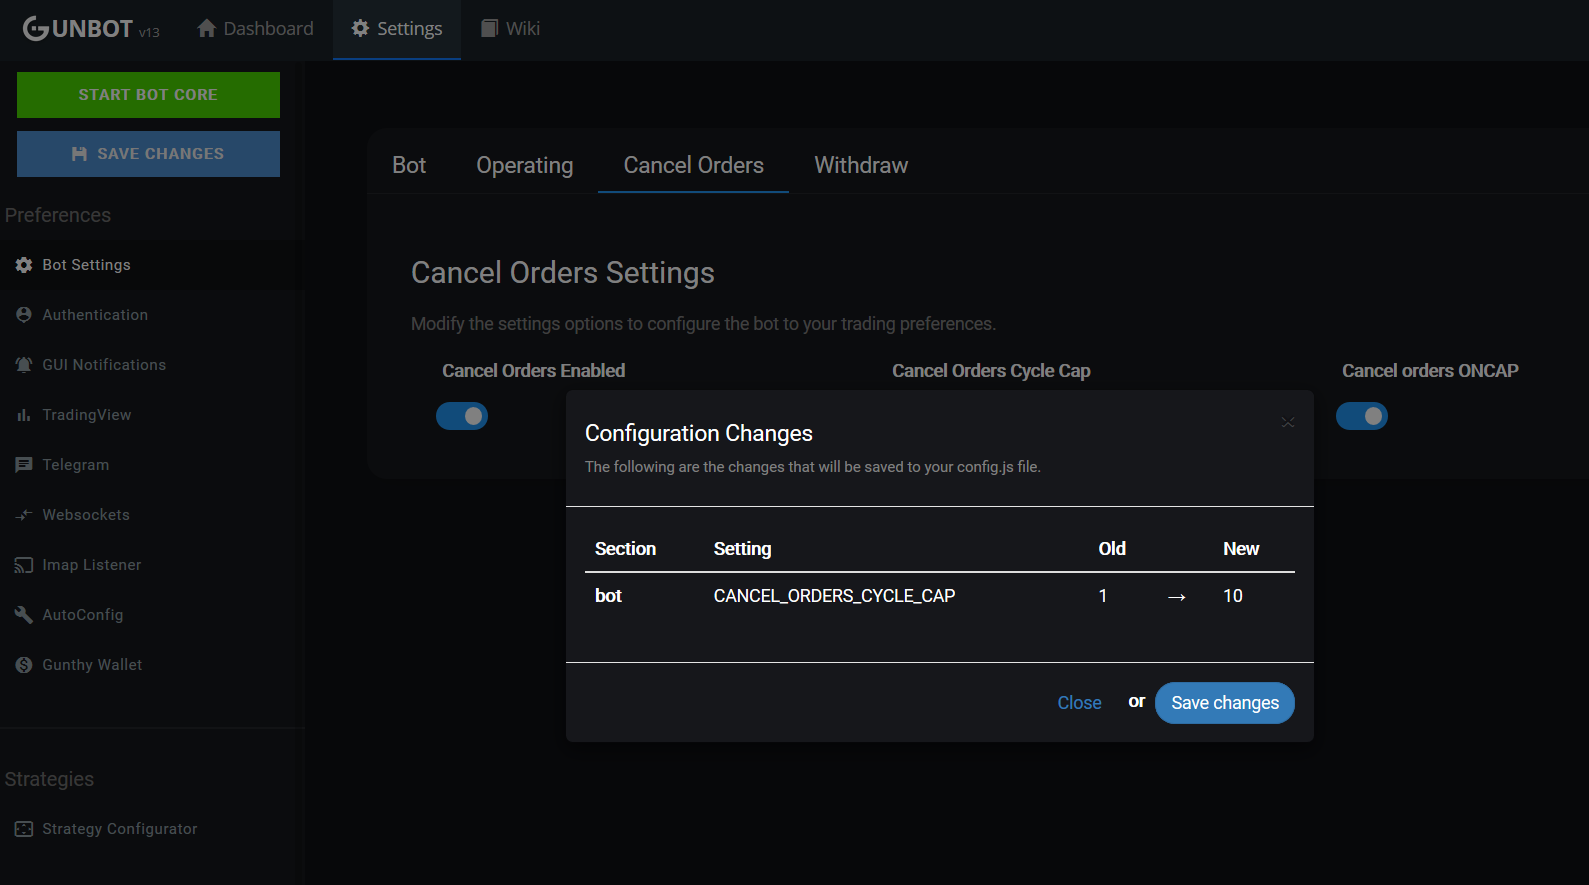 GUNBOT v13
Dashboard
Settings
Wiki
START BOT CORE
SAVE CHANGES
Preferences
Bot Settings
Authentication
GUI Notifications
TradingView
Telegram
Websockets
Imap Listener
AutoConfig
Gunthy Wallet
Strategies
Strategy Configurator
Bot Operating Cancel Orders Withdraw
Cancel Orders Settings
Modify the settings options to configure the bot to your trading preferences.
Cancel Orders Enabled Cancel Orders Cycle Cap Cancel orders ONCAP
Configuration Changes
The following are the changes that will be saved to your config.js file.
Section Setting Old New
bot CANCEL_ORDERS_CYCLE_CAP 1 → 10
Close or Save changes